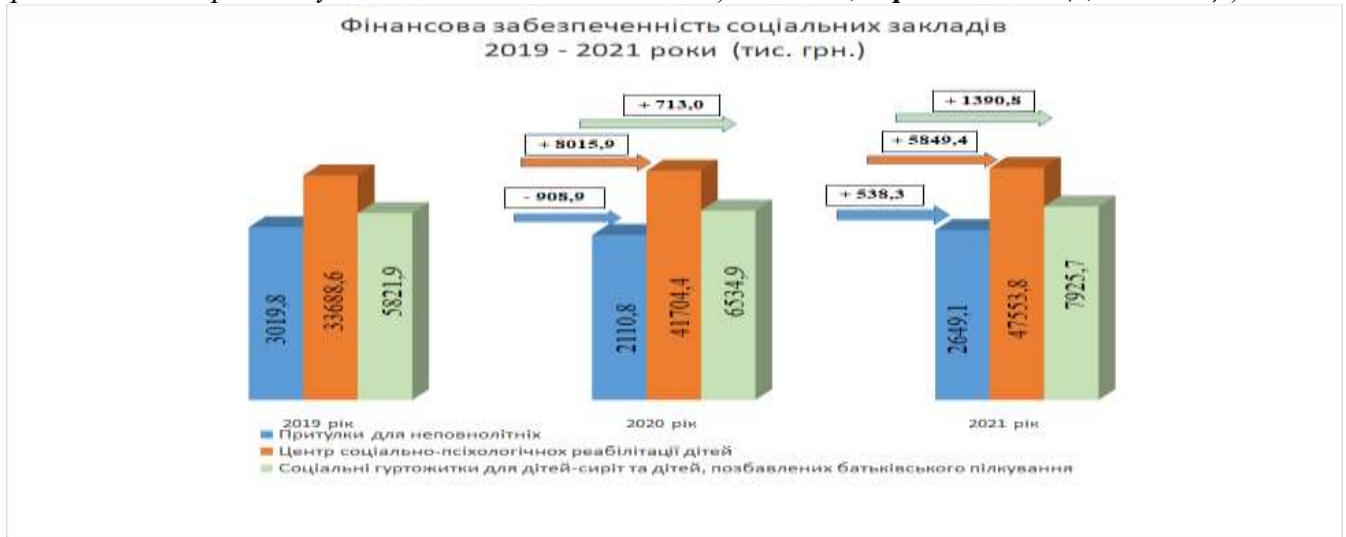 Фінансова забезпеченність соціальних закладів
2019 - 2021 роки (тис. грн.)
+ 713,0
+ 1390,8
+ 8015,9
+ 5849,4
- 908,9
+ 538,3
3019,8
33688,6
5821,9
2110,8
41704,4
6534,9
2649,1
47553,8
7925,7
2019 рік
2020 рік
2021 рік
Притулки для неповнолітніх
Центр соціально-псіхологічнох реабілітації дітей
Соціальні гуртожитки для дітей-сиріт та дітей, позбавлених батьківського пілкування